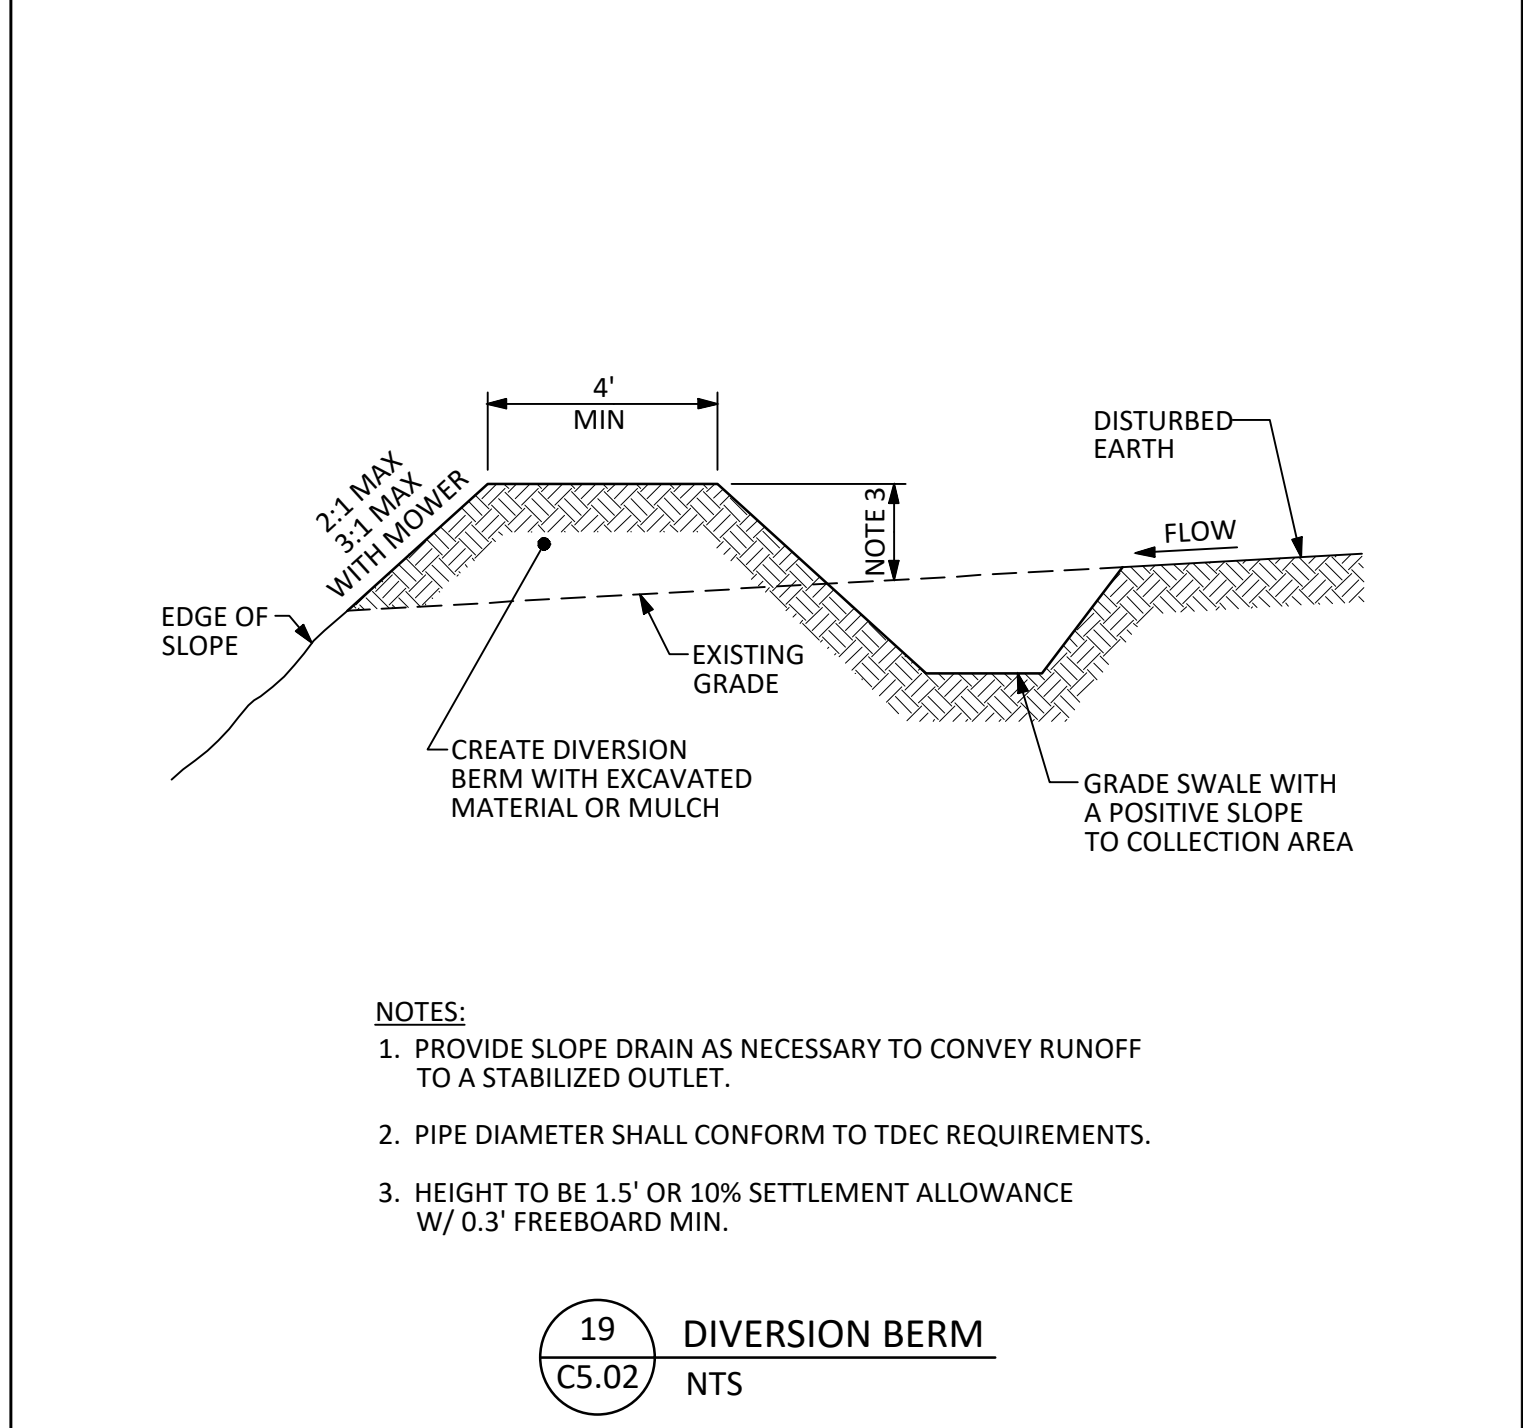 4'
MIN
DISTURBED
EARTH
2:1 MAX
3:1 MAX
WITH MOWER
NOTE 3
FLOW
EDGE OF
SLOPE
EXISTING
GRADE
CREATE DIVERSION
BERM WITH EXCAVATED
MATERIAL OR MULCH
GRADE SWALE WITH
A POSITIVE SLOPE
TO COLLECTION AREA
NOTES:
1. PROVIDE SLOPE DRAIN AS NECESSARY TO CONVEY RUNOFF
TO A STABILIZED OUTLET.
2. PIPE DIAMETER SHALL CONFORM TO TDEC REQUIREMENTS.
3. HEIGHT TO BE 1.5' OR 10% SETTLEMENT ALLOWANCE
W/ 0.3' FREEBOARD MIN.
19
C5.02
DIVERSION BERM
NTS